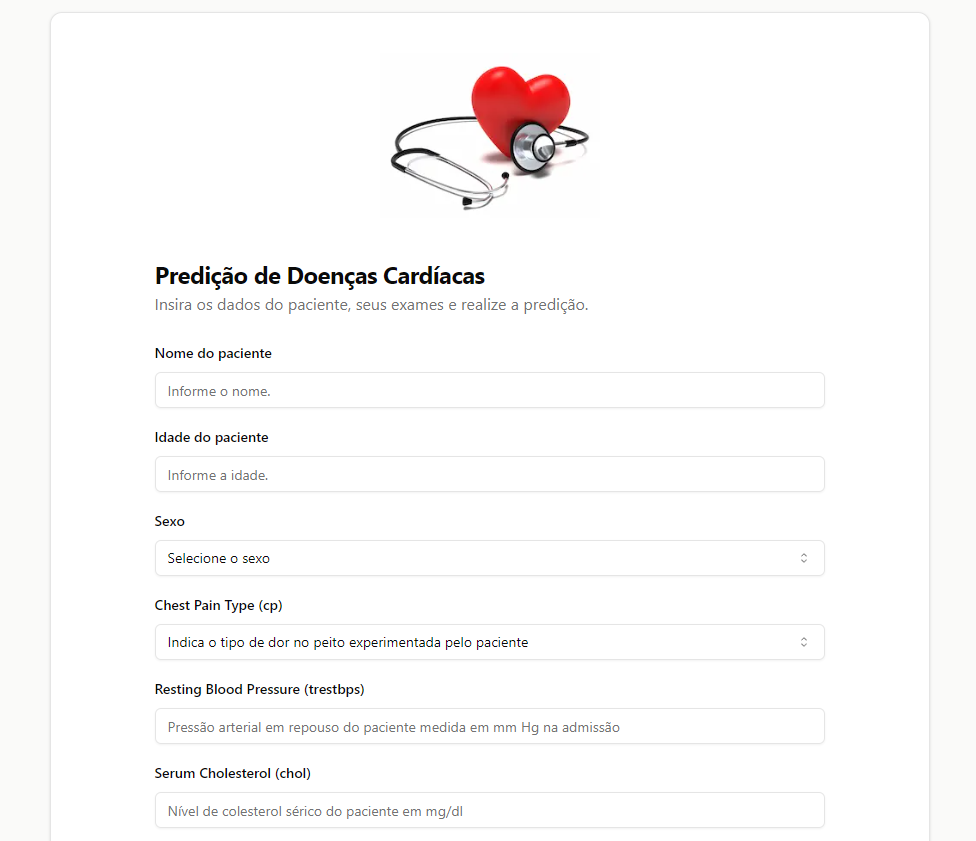 Predição de Doenças Cardíacas
Insira os dados do paciente, seus exames e realize a predição.
Nome do paciente
Informe o nome.
Idade do paciente
Informe a idade.
Sexo
Selecione o sexo
Chest Pain Type (cp)
Indica o tipo de dor no peito experimentada pelo paciente
Resting Blood Pressure (trestbps)
Pressão arterial em repouso do paciente medida em mm Hg na admissão
Serum Cholesterol (chol)
Nível de colesterol sérico do paciente em mg/dl